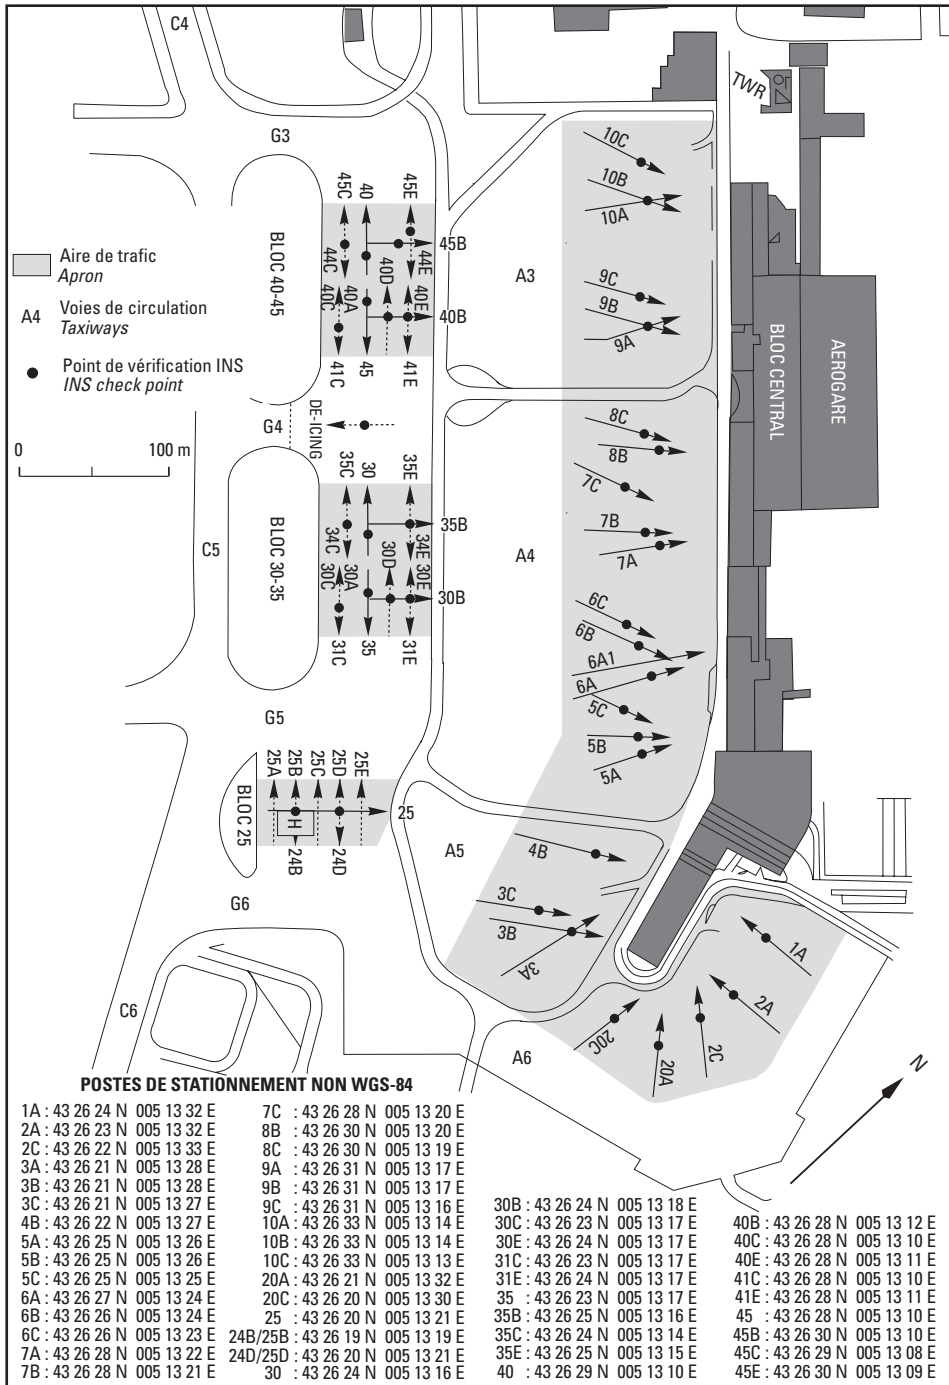 C4
G3
TWR
10C
10B
10A
45C
40
45E
BLOC 40-45
45B
44C
44E
40D
40C
40A
40E
40B
41C
45
41E
Aire de trafic
Apron
A4 Voies de circulation
Taxiways
Point de vérification INS
INS check point
0 100 m
A3
9C
9B
9A
BLOC CENTRAL
AEROGARE
G4
DE-ICING
8C
8B
7C
7B
7A
35C
30
35E
35B
BLOC 30-35
C5
34C
34E
30D
30C
30A
30E
30B
31C
35
31E
A4
6C
6B
6A1
6A
5C
5B
5A
G5
25A
25B
25C
25D
25E
BLOC 25
25
H
24B
24D
A5
4B
3C
3B
3A
G6
C6
1A
2A
2C
20C
20A
A6
N
POSTES DE STATIONNEMENT NON WGS-84
1A : 43 26 24 N 005 13 32 E
2A : 43 26 23 N 005 13 32 E
2C : 43 26 22 N 005 13 33 E
3A : 43 26 21 N 005 13 28 E
3B : 43 26 21 N 005 13 28 E
3C : 43 26 21 N 005 13 27 E
4B : 43 26 22 N 005 13 27 E
5A : 43 26 25 N 005 13 26 E
5B : 43 26 25 N 005 13 26 E
5C : 43 26 25 N 005 13 25 E
6A : 43 26 27 N 005 13 24 E
6B : 43 26 26 N 005 13 24 E
6C : 43 26 26 N 005 13 23 E
7A : 43 26 28 N 005 13 22 E
7B : 43 26 28 N 005 13 21 E
7C : 43 26 28 N 005 13 20 E
8B : 43 26 30 N 005 13 20 E
8C : 43 26 30 N 005 13 19 E
9A : 43 26 31 N 005 13 17 E
9B : 43 26 31 N 005 13 17 E
9C : 43 26 31 N 005 13 16 E
10A : 43 26 33 N 005 13 14 E
10B : 43 26 33 N 005 13 14 E
10C : 43 26 33 N 005 13 13 E
20A : 43 26 21 N 005 13 32 E
20C : 43 26 20 N 005 13 30 E
25 : 43 26 20 N 005 13 21 E
24B/25B : 43 26 19 N 005 13 19 E
24D/25D : 43 26 20 N 005 13 21 E
30 : 43 26 24 N 005 13 16 E
30B : 43 26 24 N 005 13 18 E
30C : 43 26 23 N 005 13 17 E
30E : 43 26 24 N 005 13 17 E
31C : 43 26 23 N 005 13 17 E
31E : 43 26 24 N 005 13 17 E
35 : 43 26 23 N 005 13 17 E
35B : 43 26 25 N 005 13 16 E
35C : 43 26 24 N 005 13 14 E
35E : 43 26 25 N 005 13 15 E
40 : 43 26 29 N 005 13 10 E
40B : 43 26 28 N 005 13 12 E
40C : 43 26 28 N 005 13 10 E
40E : 43 26 28 N 005 13 11 E
41C : 43 26 28 N 005 13 10 E
41E : 43 26 28 N 005 13 11 E
45 : 43 26 28 N 005 13 10 E
45B : 43 26 30 N 005 13 10 E
45C : 43 26 29 N 005 13 08 E
45E : 43 26 30 N 005 13 09 E